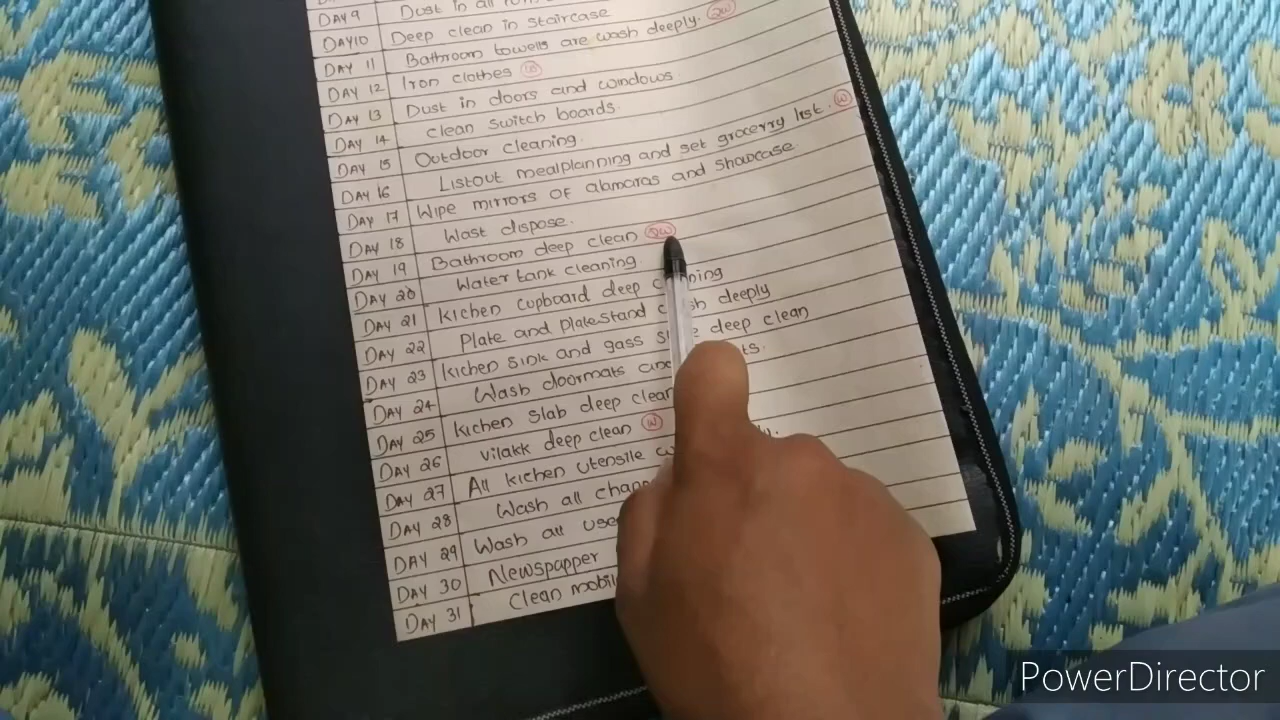 DAY 9 Dust in all
DAY10 Deep clean in staircase
DAY 11 Bathroom towells are wash deeply. 2W
DAY 12 Iron clothes W
DAY 13 Dust in doors and windows.
DAY 14 clean switch boards.
DAY 15 Outdoor cleaning.
DAY 16 Listout mealplanning and set grocerry list. W
DAY 17 Wipe mirrors of alamaras and showcase.
DAY 18 Wast dispose.
DAY 19 Bathroom deep clean 2W
DAY 20 Water tank cleaning.
DAY 21 kichen cupboard deep
DAY 22 Plate and platestand deeply
DAY 23 kichen sink and gass deep clean
DAY 24 Wash doormats
DAY 25 kichen slab deep clean
DAY 26 vilakk deep clean W
DAY 27 All kichen utensile
DAY 28 Wash all
DAY 29 Wash all
DAY 30 Newspapper
DAY 31 Clean
PowerDirector